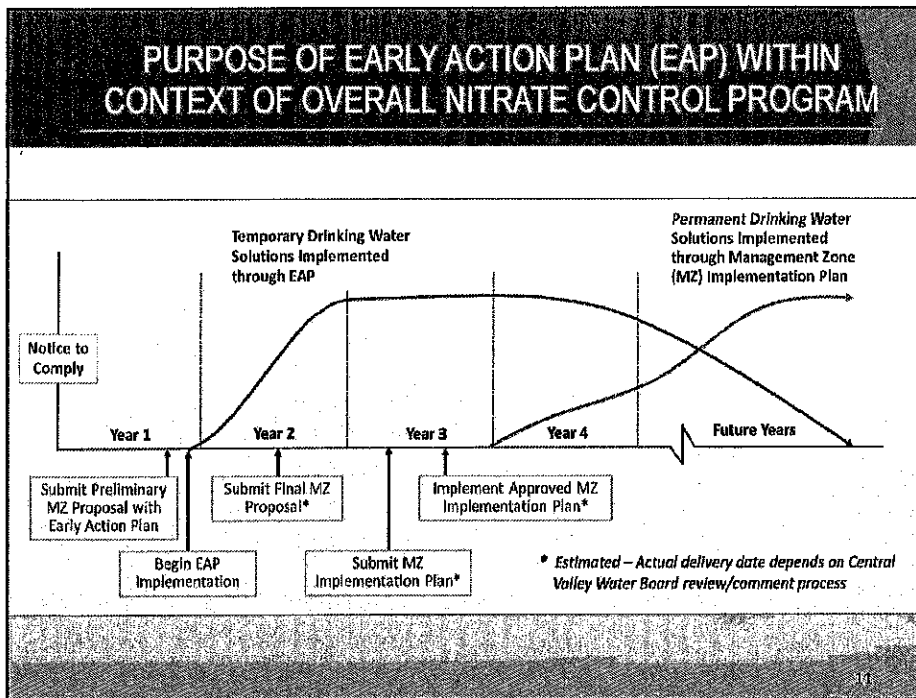 PURPOSE OF EARLY ACTION PLAN (EAP) WITHIN
CONTEXT OF OVERALL NITRATE CONTROL PROGRAM
Temporary Drinking Water
Solutions Implemented
through EAP
Permanent Drinking Water
Solutions Implemented
through Management Zone
(MZ) Implementation Plan
Notice to
Comply
Year 1
Year 2
Year 3
Year 4
Future Years
Submit Preliminary
MZ Proposal with
Early Action Plan
Submit Final MZ
Proposal*
Implement Approved MZ
Implementation Plan*
Begin EAP
Implementation
Submit MZ
Implementation Plan*
* Estimated – Actual delivery date depends on Central
Valley Water Board review/comment process
11